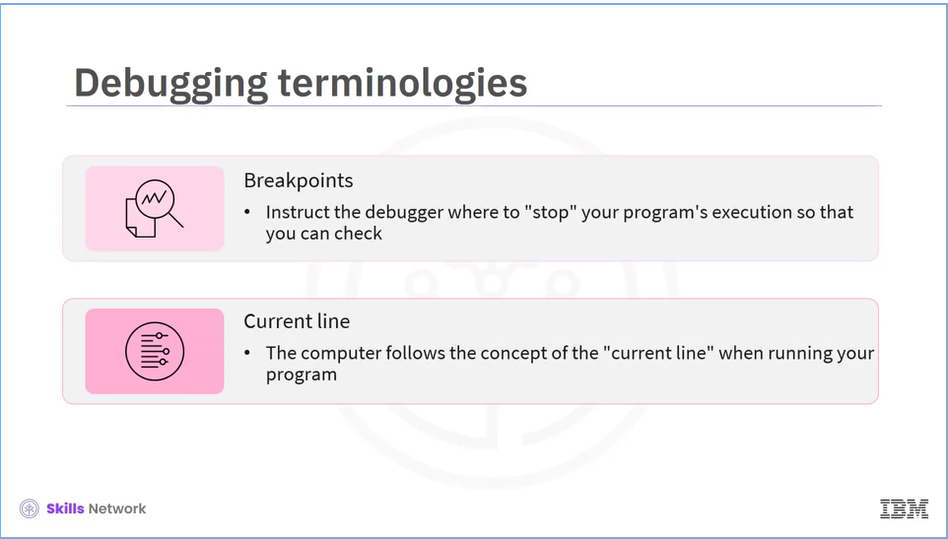 Debugging terminologies
Breakpoints
• Instruct the debugger where to "stop" your program's execution so that
you can check
Current line
• The computer follows the concept of the "current line" when running your
program
Skills Network
IBM